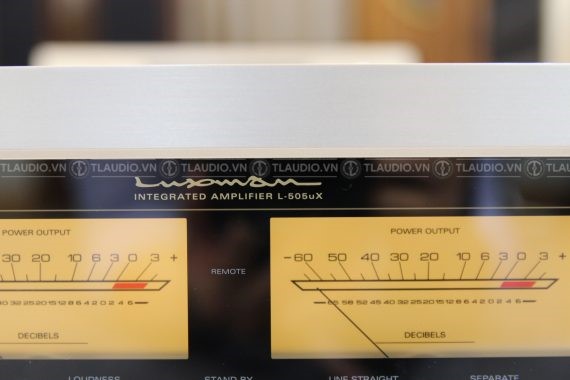 TLAUDIO.VN TLAUDIO.VN TLAUDIO.VN TLAUDIO.VN TLAUDIO.VN TLAUDIO.VN
Luxman
INTEGRATED AMPLIFIER L-505uX
POWER OUTPUT
30 20 10 6 3 0 3 +
DECIBELS
REMOTE
POWER OUTPUT
-60 50 40 30 20 10 6 3 0 3 +
DECIBELS
LOUDNESS STAND BY LINE STRAIGHT SEPARATE